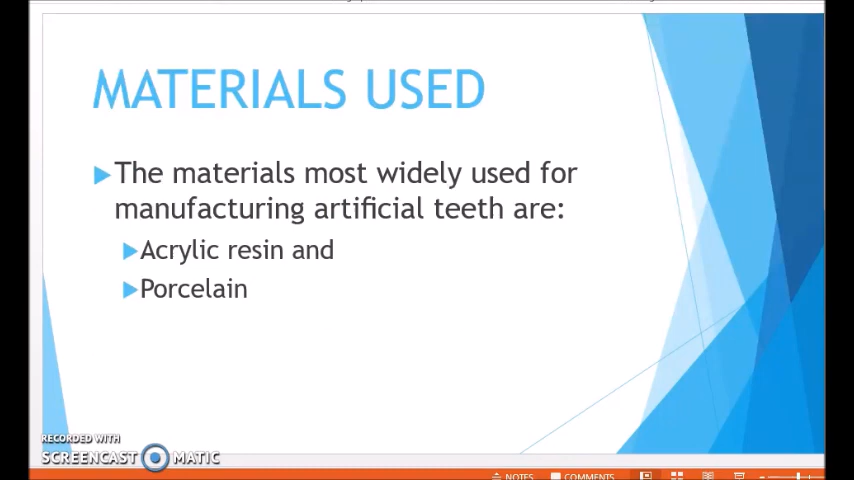 MATERIALS USED
The materials most widely used for
manufacturing artificial teeth are:
Acrylic resin and
Porcelain
RECORDED WITH
SCREENCAST MATIC
NOTES COMMENTS